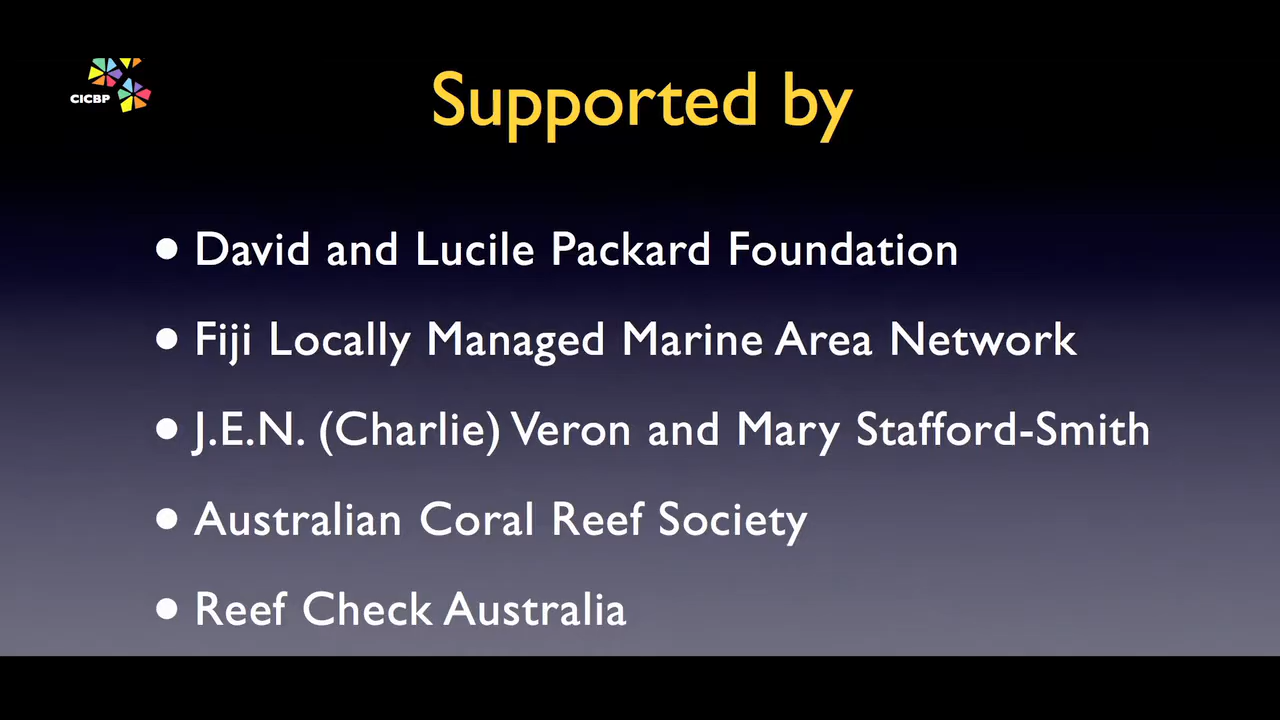 CICBP
Supported by
• David and Lucile Packard Foundation
• Fiji Locally Managed Marine Area Network
• J.E.N. (Charlie) Veron and Mary Stafford-Smith
• Australian Coral Reef Society
• Reef Check Australia